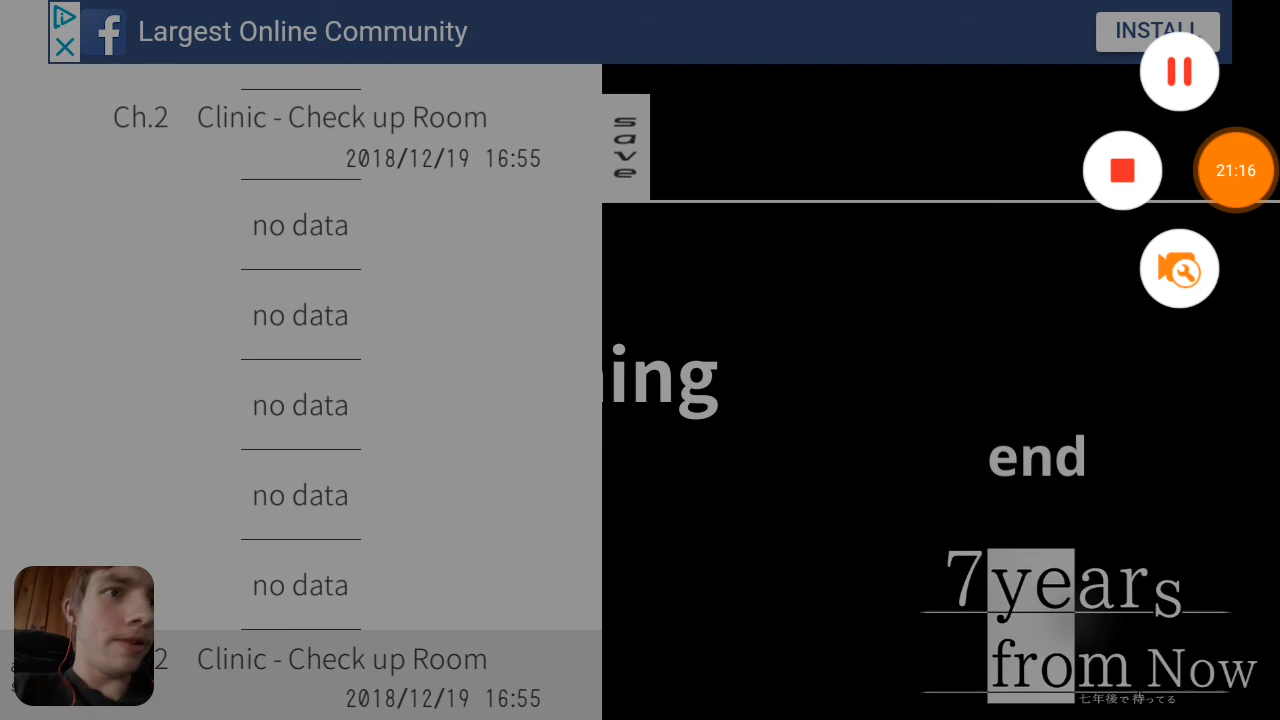 Largest Online Community
INSTALL
Ch.2 Clinic - Check up Room
2018/12/19 16:55
save
21:16
no data
no data
no data
no data
no data
ning
end
2 Clinic - Check up Room
2018/12/19 16:55
7years
from Now
七年後で待ってる